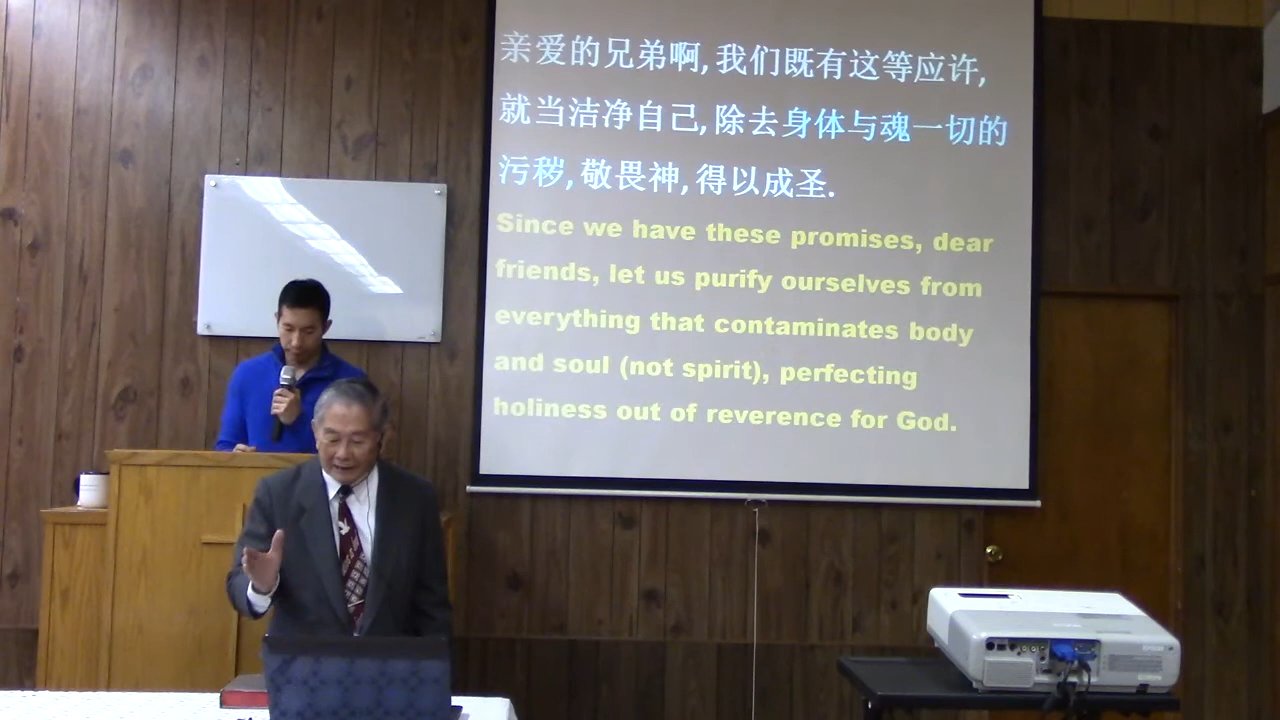 亲爱的兄弟啊, 我们既有这等应许,
就当洁净自己, 除去身体与魂一切的
污秽, 敬畏神, 得以成圣.
Since we have these promises, dear
friends, let us purify ourselves from
everything that contaminates body
and soul (not spirit), perfecting
holiness out of reverence for God.
EPSON